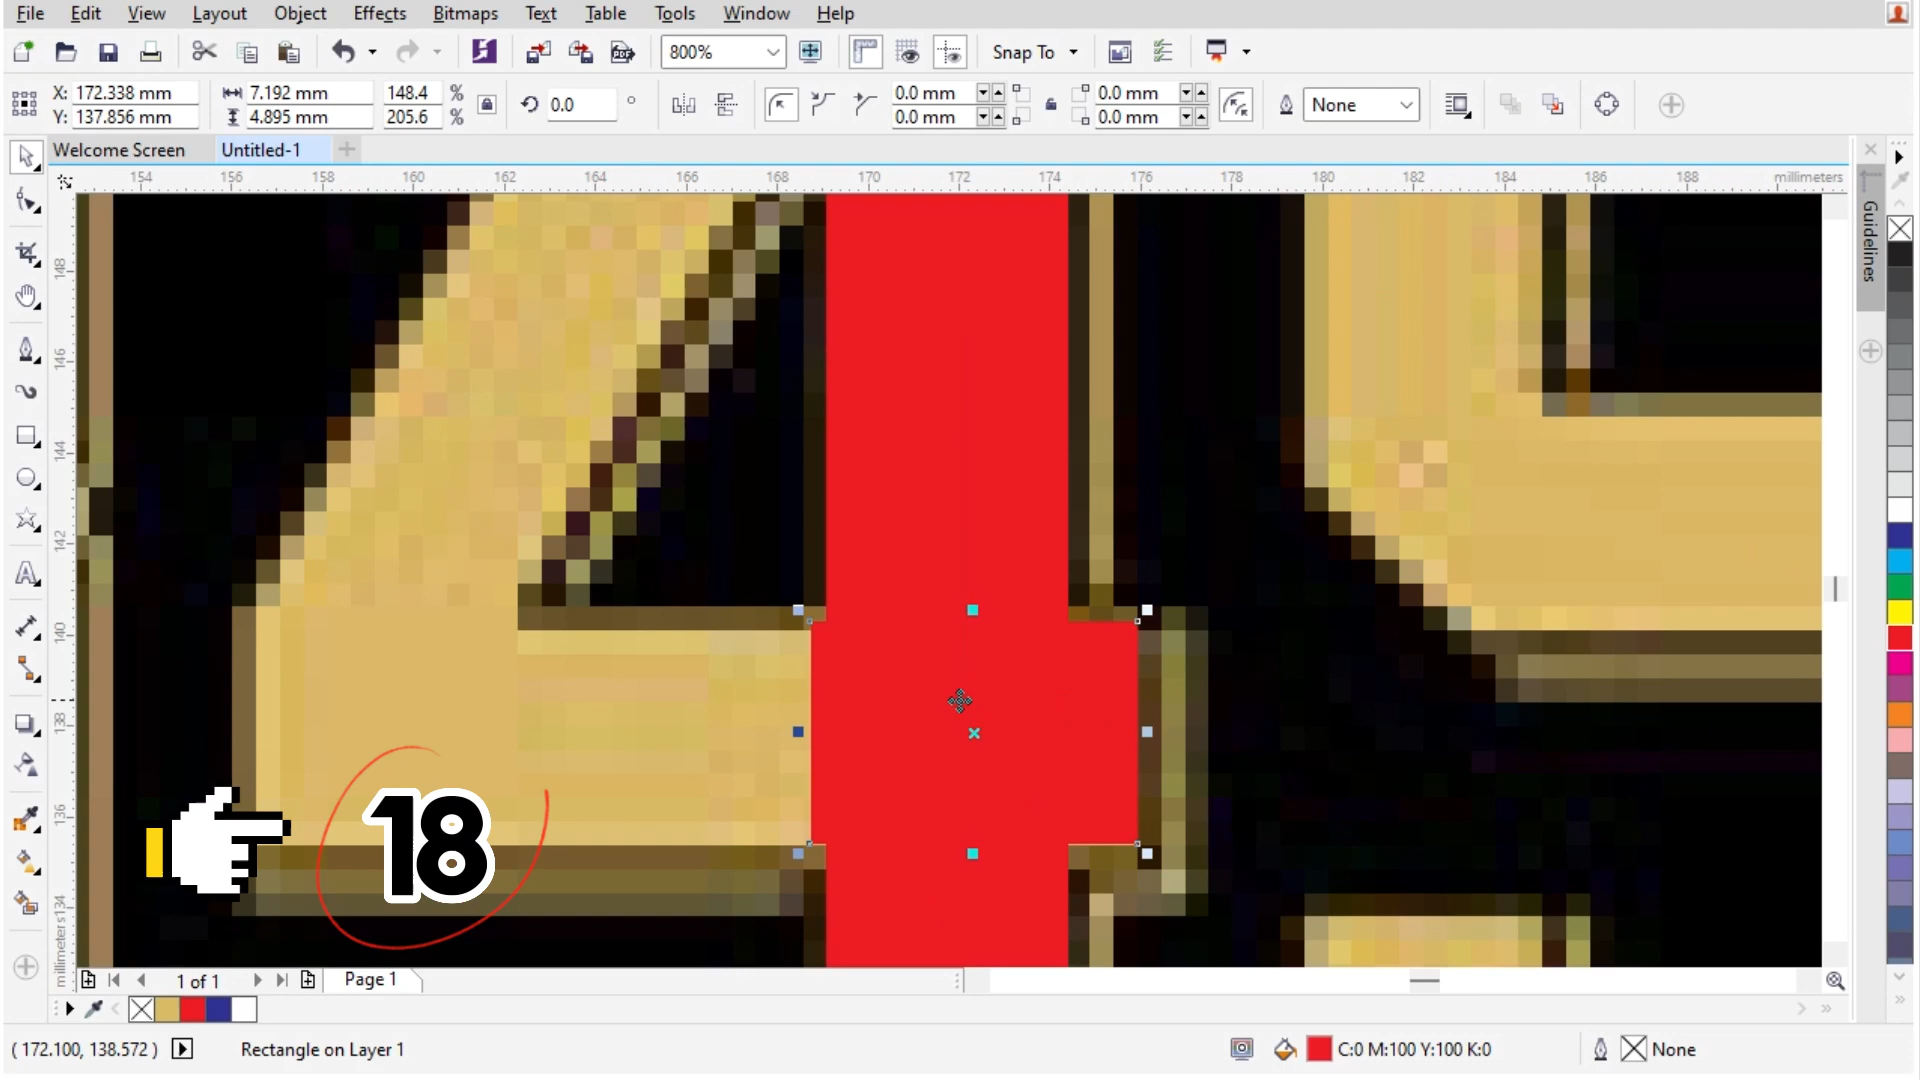 File Edit View Layout Object Effects Bitmaps Text Table Tools Window Help
800% Snap To
X: 172.338 mm 7.192 mm 148.4 % 0.0 ° 0.0 mm 0.0 mm None
Y: 137.856 mm 4.895 mm 205.6 % 0.0 mm 0.0 mm
Welcome Screen Untitled-1
154 156 158 160 162 164 166 168 170 172 174 176 178 180 182 184 186 188 millimeters
Guidelines
148
146
144
142
140
138
136
134
millimeters
18
1 of 1 Page 1
( 172.100, 138.572 ) Rectangle on Layer 1 C:0 M:100 Y:100 K:0 None